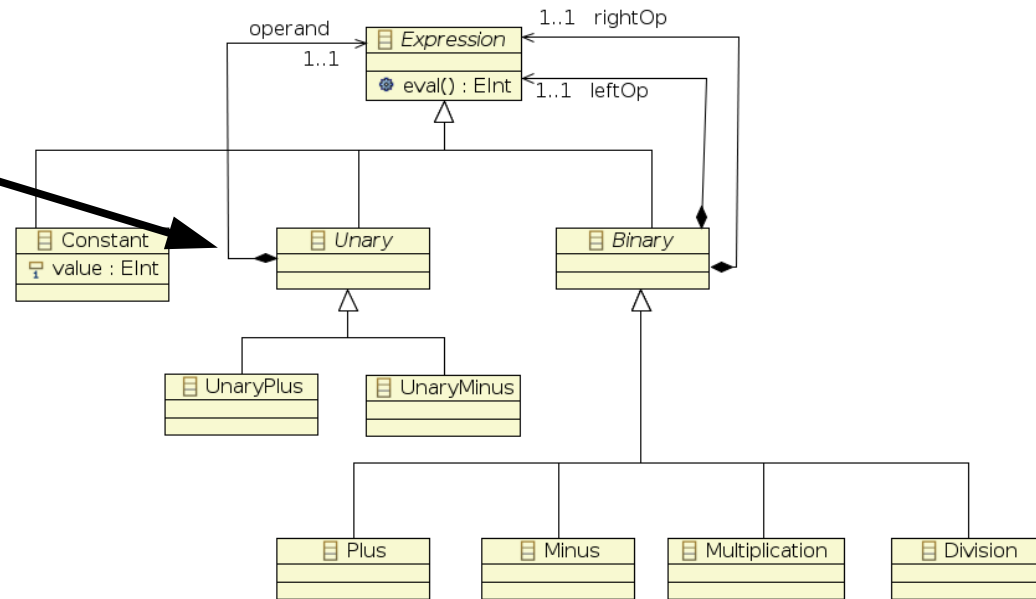 operand
1..1
Expression
eval() : EInt
1..1 rightOp
1..1 leftOp
Constant
value : EInt
Unary
Binary
UnaryPlus
UnaryMinus
Plus
Minus
Multiplication
Division